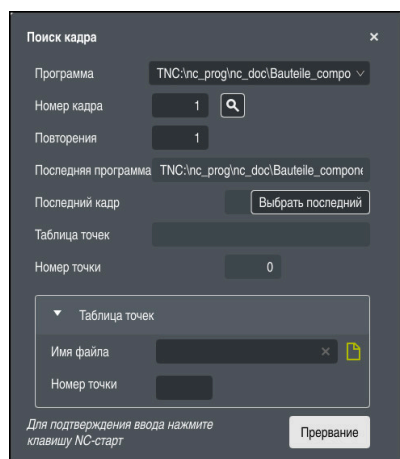 Поиск кадра ×
Программа TNC:\nc_prog\nc_doc\Bauteile_compo
Номер кадра 1
Повторения 1
Последняя программа TNC:\nc_prog\nc_doc\Bauteile_compone
Последний кадр Выбрать последний
Таблица точек
Номер точки 0
Таблица точек
Имя файла ×
Номер точки
Для подтверждения ввода нажмите
клавишу NC-старт
Прервание